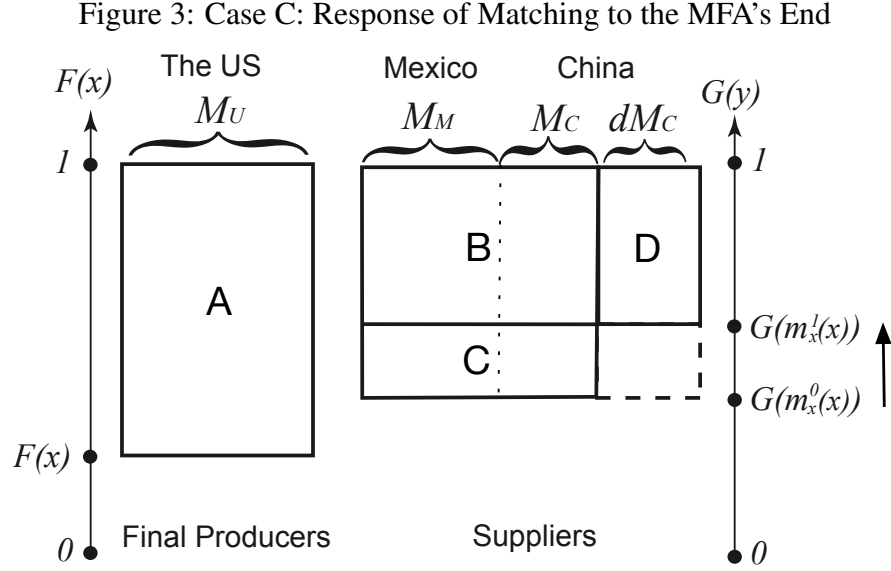 Figure 3: Case C: Response of Matching to the MFA's End
F(x) The US Mexico China G(y)
M_U M_M M_C dM_C
1 1
B D
A
G(m_x^1(x))
C
G(m_x^0(x))
F(x)
Final Producers Suppliers
0 0